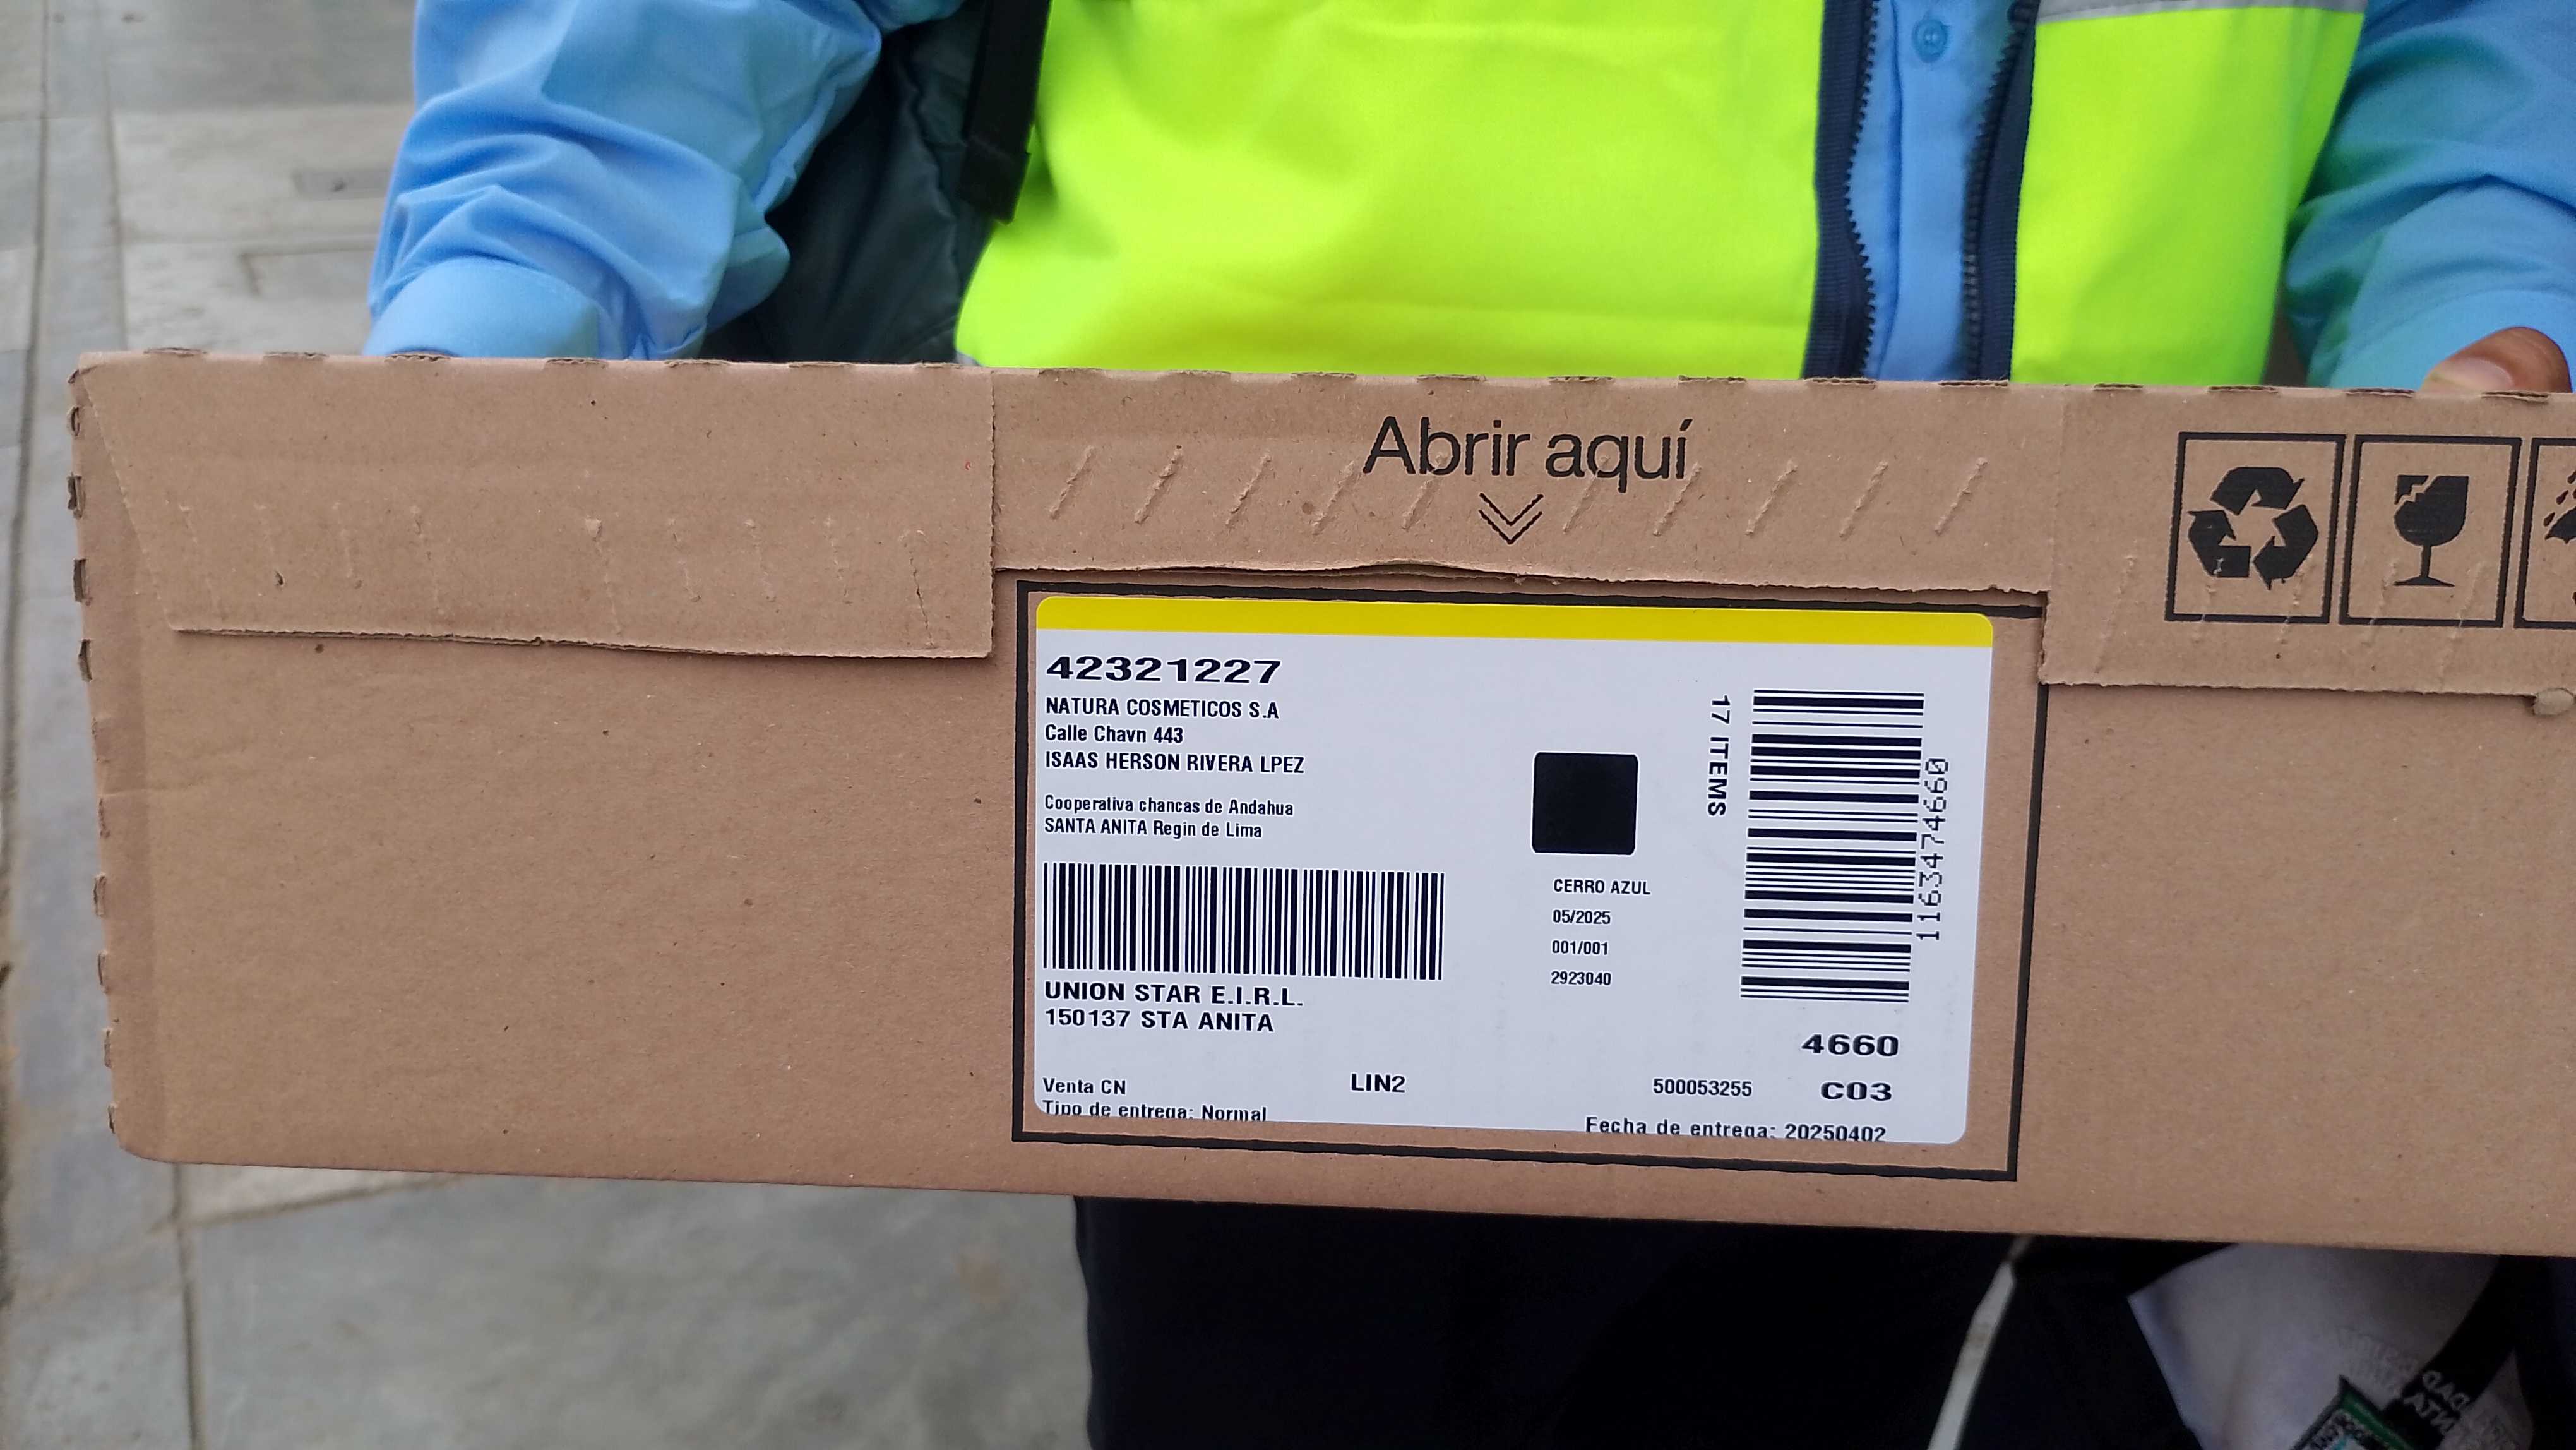 Abrir aquí
42321227
NATURA COSMETICOS S.A
Calle Chavn 443
ISAAS HERSON RIVERA LPEZ
Cooperativa chancas de Andahua
SANTA ANITA Regin de Lima
UNION STAR E.I.R.L.
150137 STA ANITA
Venta CN
LIN2
Tipo de entrega: Normal
CERRO AZUL
05/2025
001/001
2923040
17 ITEMS
1163474660
4660
500053255
C03
Fecha de entrega: 20250402